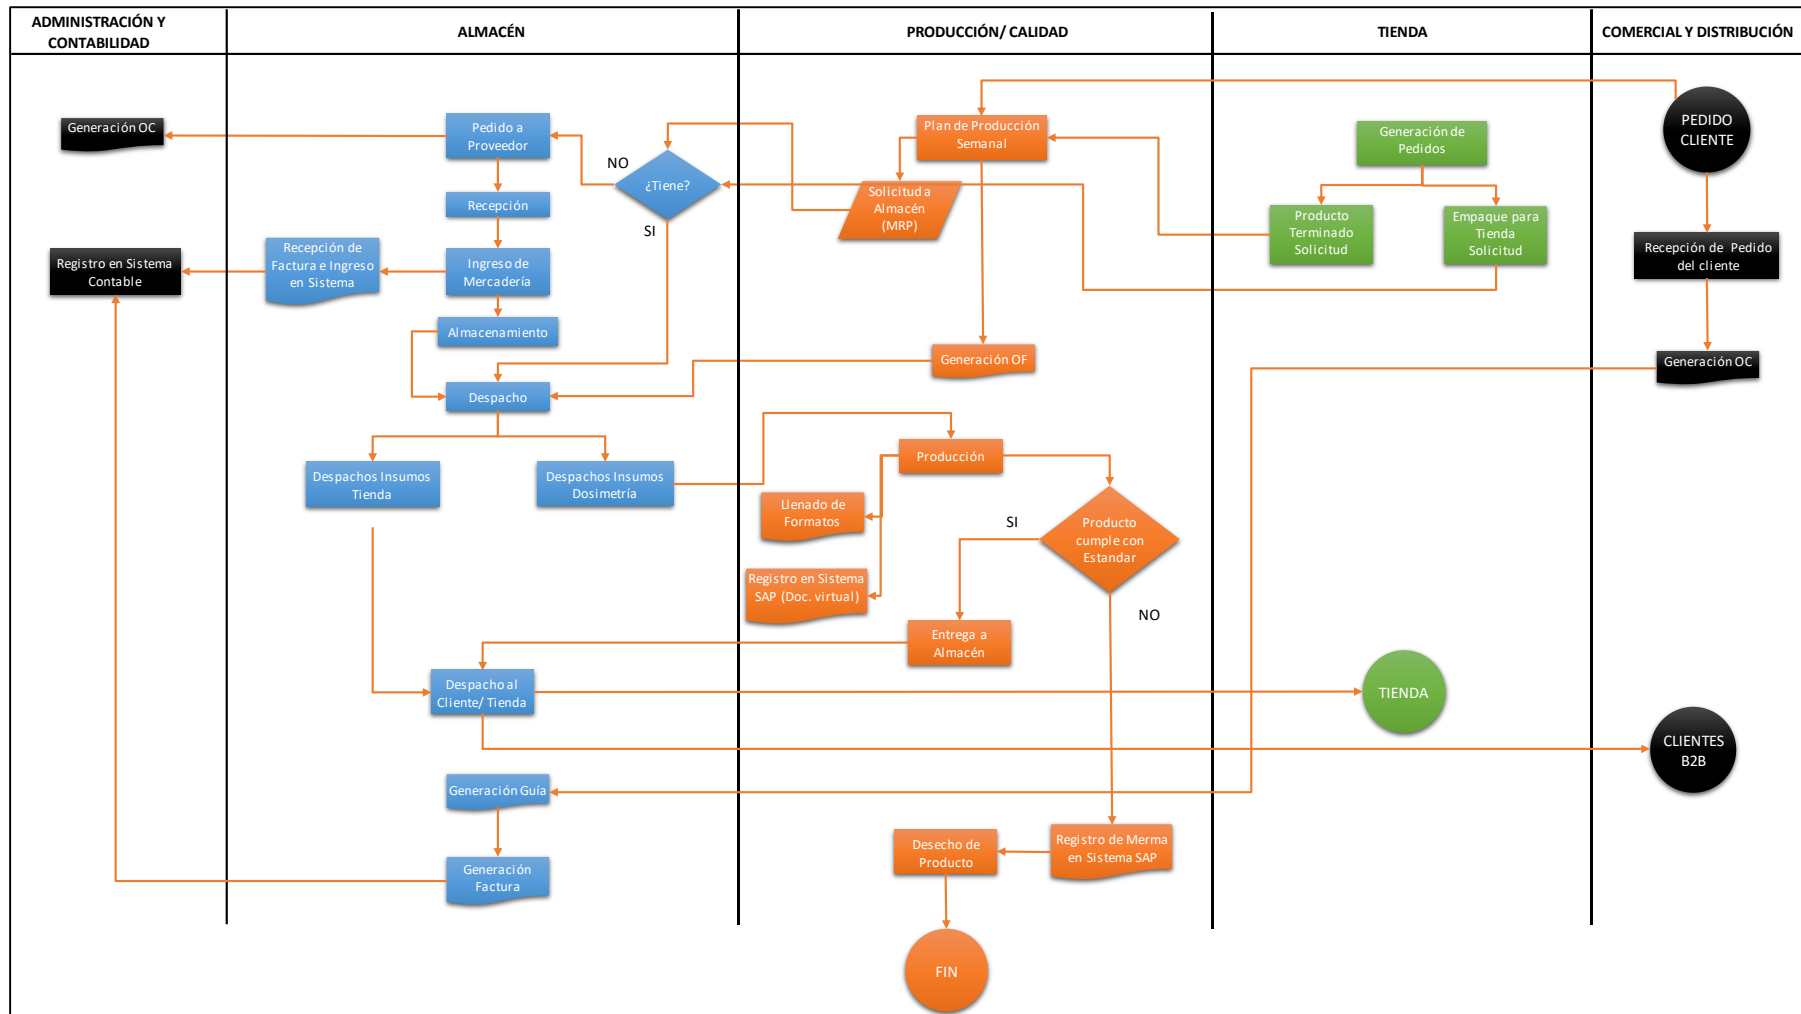 ADMINISTRACIÓN Y
CONTABILIDAD
ALMACÉN
PRODUCCIÓN/ CALIDAD
TIENDA
COMERCIAL Y DISTRIBUCIÓN
Generación OC
Registro en Sistema
Contable
Pedido a
Proveedor
Recepción
Recepción de
Factura e Ingreso
en Sistema
Ingreso de
Mercadería
Almacenamiento
Despacho
¿Tiene?
NO
SI
Despachos Insumos
Tienda
Despachos Insumos
Dosimetría
Despacho al
Cliente/ Tienda
Generación Guía
Generación
Factura
Plan de Producción
Semanal
Solicitud a
Almacén
(MRP)
Generación OF
Producción
Llenado de
Formatos
Registro en Sistema
SAP (Doc. virtual)
Producto
cumple con
Estandar
SI
NO
Entrega a
Almacén
Registro de Merma
en Sistema SAP
Desecho de
Producto
FIN
Generación de
Pedidos
Producto
Terminado
Solicitud
Empaque para
Tienda
Solicitud
TIENDA
PEDIDO
CLIENTE
Recepción de Pedido
del cliente
Generación OC
CLIENTES
B2B